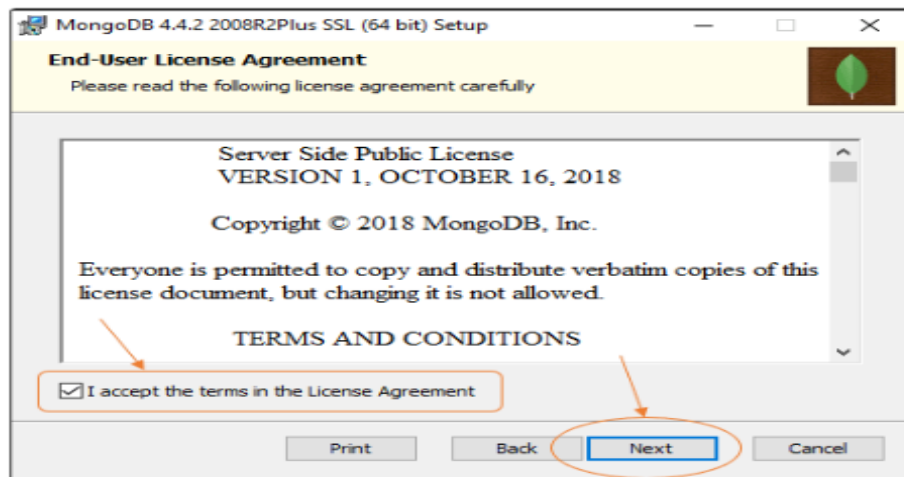 MongoDB 4.4.2 2008R2Plus SSL (64 bit) Setup
End-User License Agreement
Please read the following license agreement carefully
Server Side Public License
VERSION 1, OCTOBER 16, 2018
Copyright © 2018 MongoDB, Inc.
Everyone is permitted to copy and distribute verbatim copies of this
license document, but changing it is not allowed.
TERMS AND CONDITIONS
I accept the terms in the License Agreement
Print Back Next Cancel